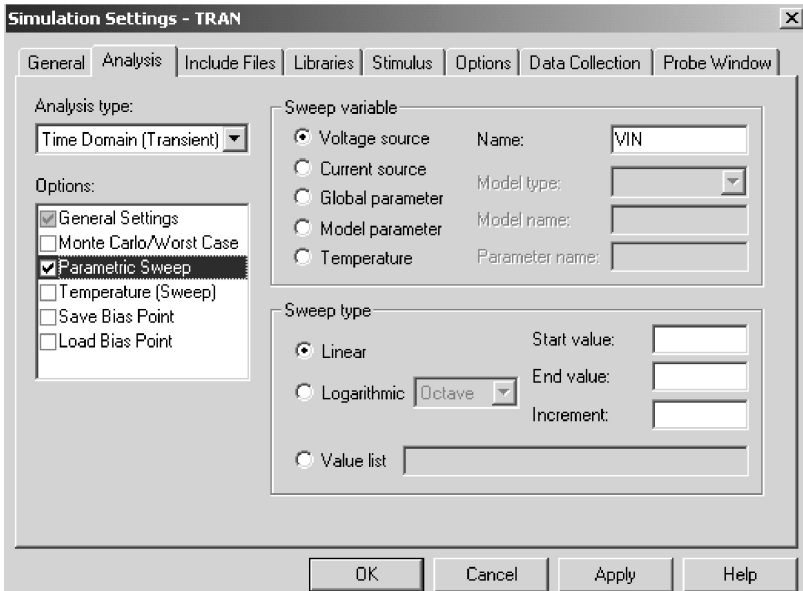 Simulation Settings - TRAN
General Analysis Include Files Libraries Stimulus Options Data Collection Probe Window
Analysis type:
Time Domain (Transient)
Options:
General Settings
Monte Carlo/Worst Case
Parametric Sweep
Temperature (Sweep)
Save Bias Point
Load Bias Point
Sweep variable
Voltage source Name: VIN
Current source
Model type:
Global parameter
Model name:
Model parameter
Temperature Parameter name:
Sweep type
Start value:
Linear
End value:
Logarithmic Octave
Increment:
Value list
OK Cancel Apply Help